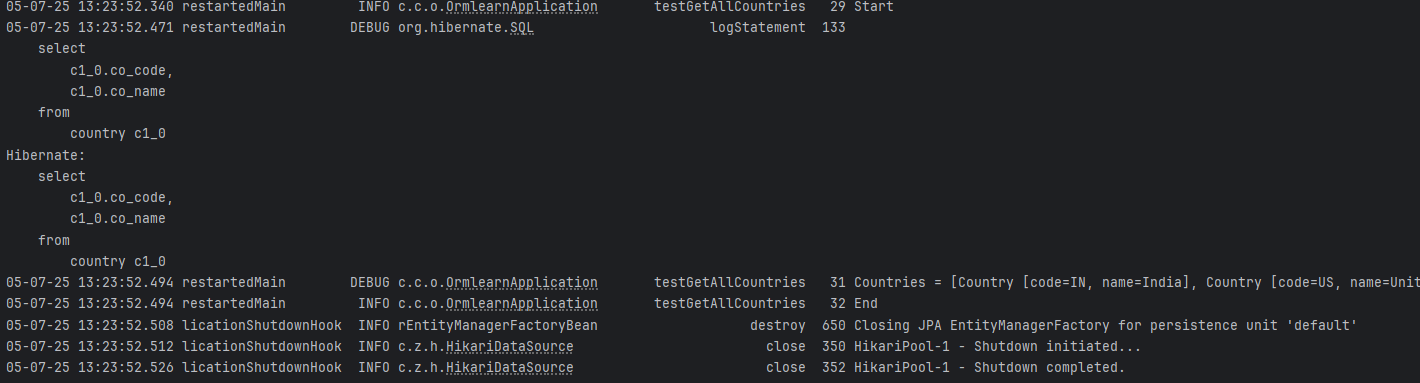 05-07-25 13:23:52.340 restartedMain         INFO c.c.o.OrmlearnApplication       testGetAllCountries   29 Start
05-07-25 13:23:52.471 restartedMain        DEBUG org.hibernate.SQL                      logStatement  133
    select
        c1_0.co_code,
        c1_0.co_name
    from
        country c1_0
Hibernate:
    select
        c1_0.co_code,
        c1_0.co_name
    from
        country c1_0
05-07-25 13:23:52.494 restartedMain        DEBUG c.c.o.OrmlearnApplication       testGetAllCountries   31 Countries = [Country [code=IN, name=India], Country [code=US, name=Unit
05-07-25 13:23:52.494 restartedMain         INFO c.c.o.OrmlearnApplication       testGetAllCountries   32 End
05-07-25 13:23:52.508 licationShutdownHook  INFO rEntityManagerFactoryBean                   destroy  650 Closing JPA EntityManagerFactory for persistence unit 'default'
05-07-25 13:23:52.512 licationShutdownHook  INFO c.z.h.HikariDataSource                        close  350 HikariPool-1 - Shutdown initiated...
05-07-25 13:23:52.526 licationShutdownHook  INFO c.z.h.HikariDataSource                        close  352 HikariPool-1 - Shutdown completed.